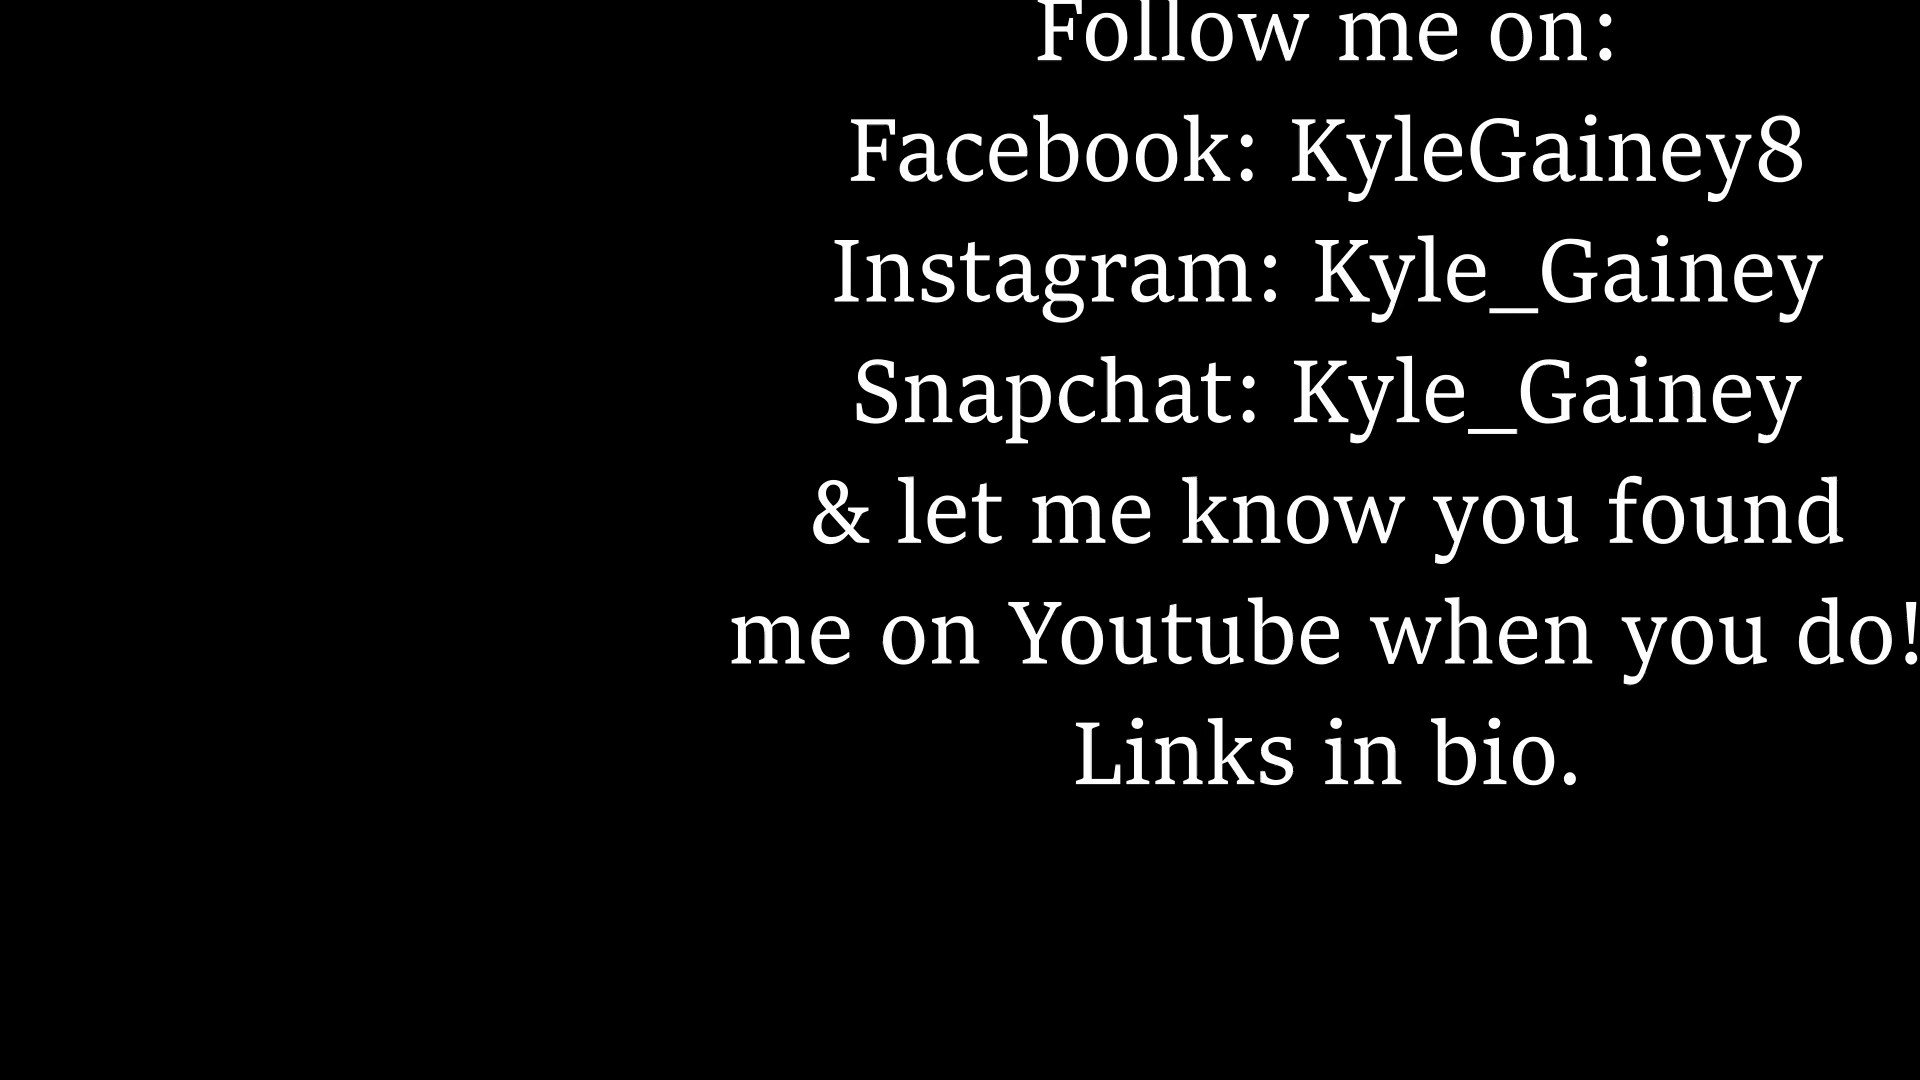 Follow me on:
Facebook: KyleGainey8
Instagram: Kyle_Gainey
Snapchat: Kyle_Gainey
& let me know you found
me on Youtube when you do!
Links in bio.